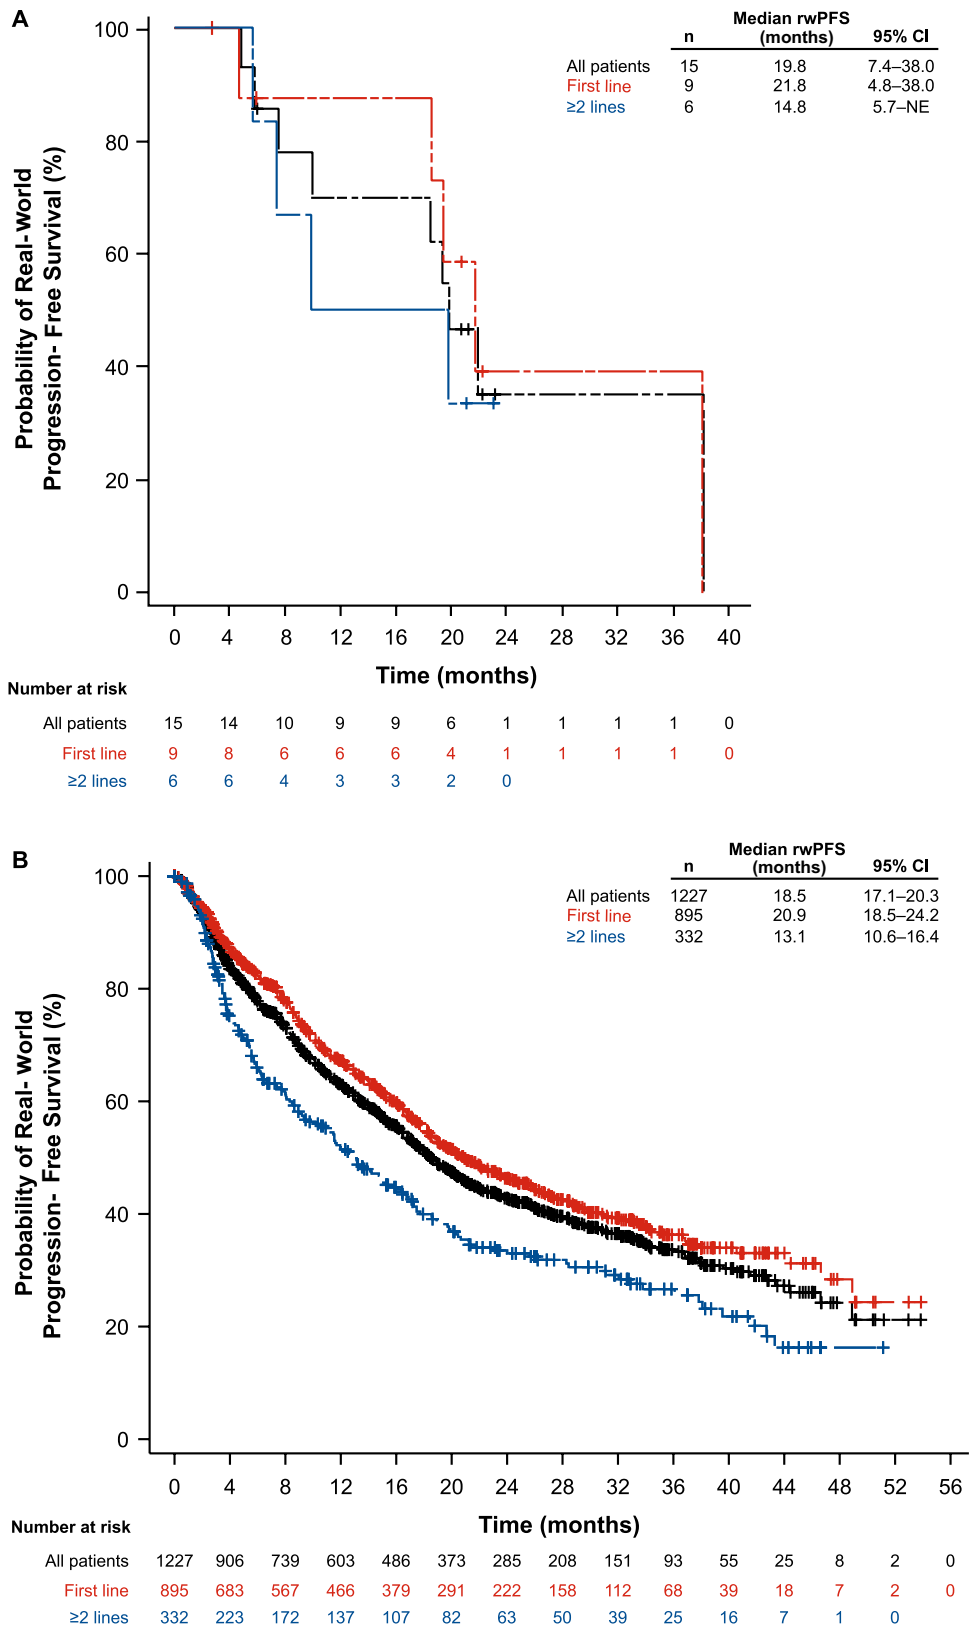 A
Median rwPFS
n (months) 95% CI
All patients 15 19.8 7.4–38.0
First line 9 21.8 4.8–38.0
≥2 lines 6 14.8 5.7–NE
Probability of Real-World
Progression- Free Survival (%)
100
80
60
40
20
0
0 4 8 12 16 20 24 28 32 36 40
Time (months)
Number at risk
All patients 15 14 10 9 9 6 1 1 1 1 0
First line 9 8 6 6 6 4 1 1 1 1 0
≥2 lines 6 6 4 3 3 2 0
B
Median rwPFS
n (months) 95% CI
All patients 1227 18.5 17.1–20.3
First line 895 20.9 18.5–24.2
≥2 lines 332 13.1 10.6–16.4
Probability of Real- World
Progression- Free Survival (%)
100
80
60
40
20
0
0 4 8 12 16 20 24 28 32 36 40 44 48 52 56
Time (months)
Number at risk
All patients 1227 906 739 603 486 373 285 208 151 93 55 25 8 2 0
First line 895 683 567 466 379 291 222 158 112 68 39 18 7 2 0
≥2 lines 332 223 172 137 107 82 63 50 39 25 16 7 1 0